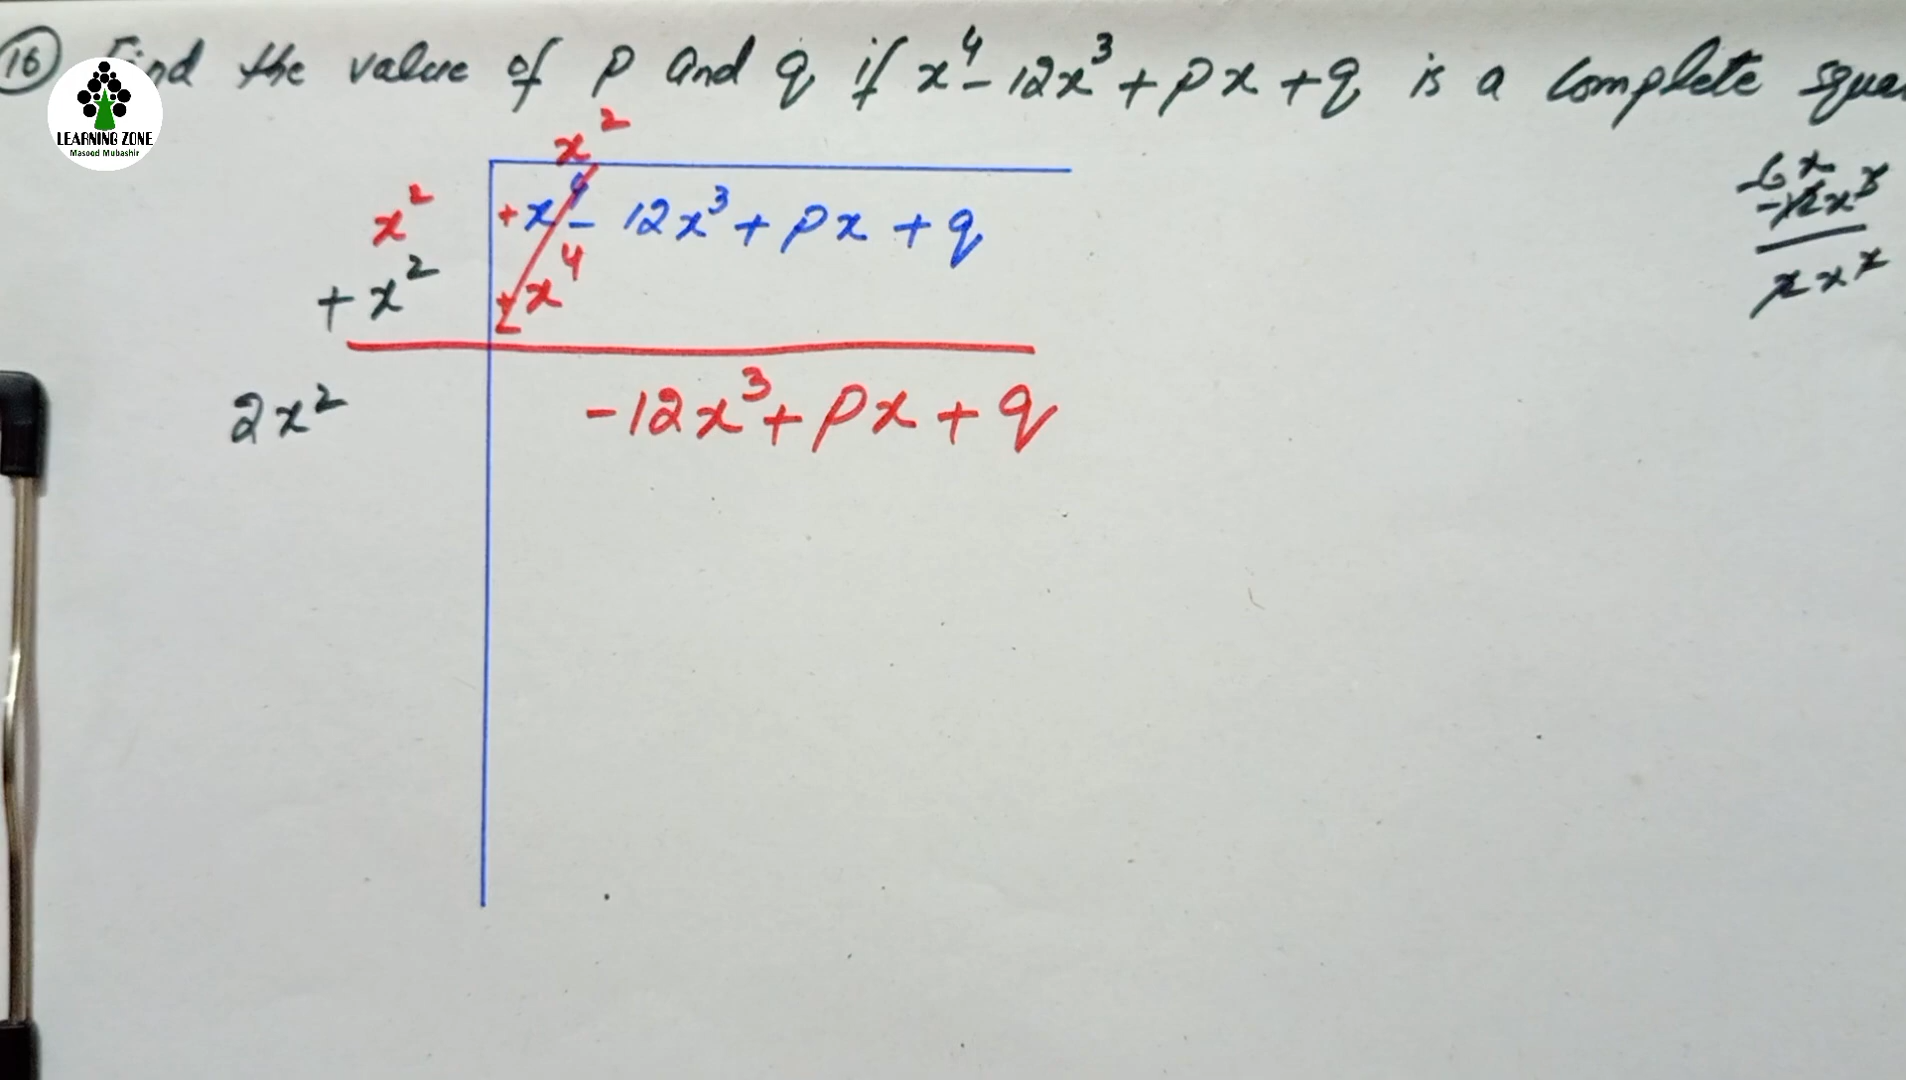 16 Find the value of p and q if x⁴ - 12x³ + px + q is a complete squa
LEARNING ZONE
Masood Mubashir
x²
x² +x⁴ - 12x³ + px + q
+x² x⁴
2x² -12x³ + px + q
-6x
-12x³
2x²